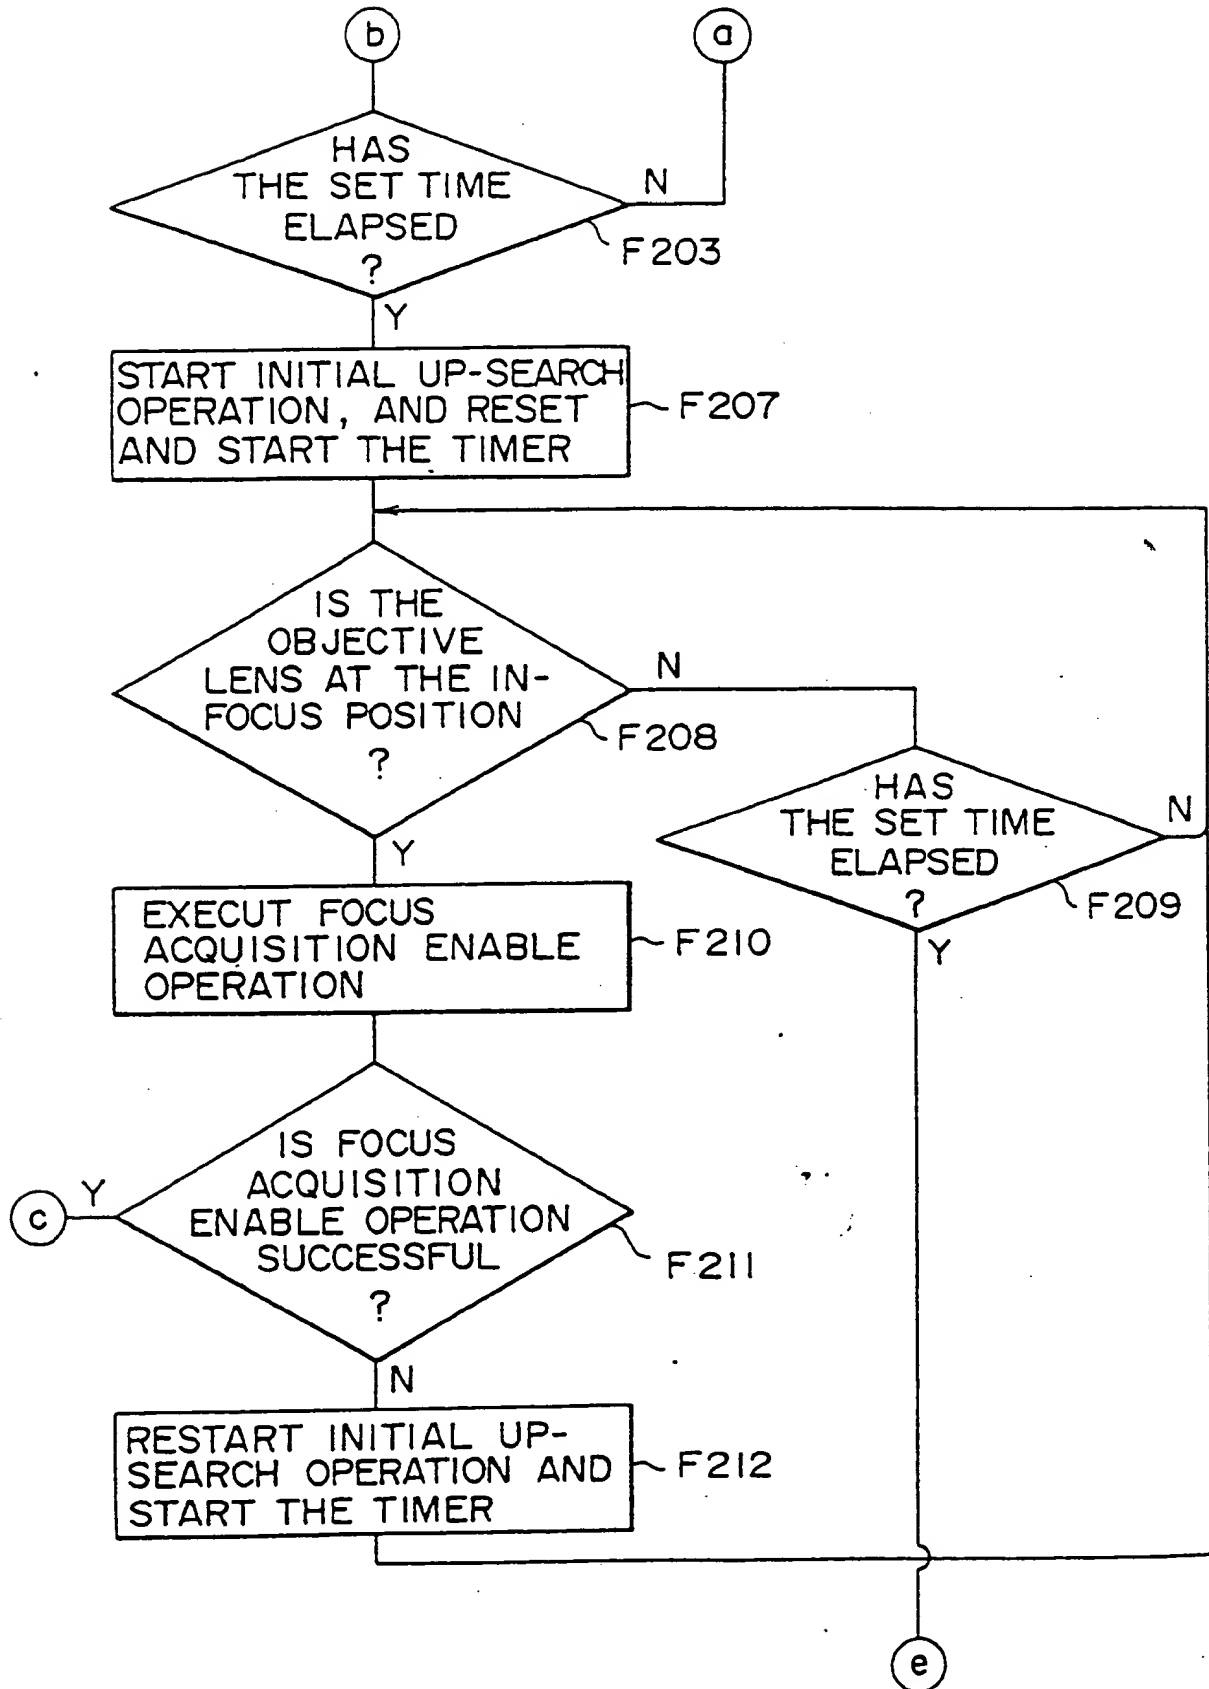 b
a
HAS
THE SET TIME
ELAPSED
?
N
F203
Y
START INITIAL UP-SEARCH
OPERATION, AND RESET
AND START THE TIMER
F207
IS THE
OBJECTIVE
LENS AT THE IN-
FOCUS POSITION
?
N
F208
Y
HAS
THE SET TIME
ELAPSED
?
N
F209
Y
EXECUT FOCUS
ACQUISITION ENABLE
OPERATION
F210
IS FOCUS
ACQUISITION
ENABLE OPERATION
SUCCESSFUL
?
Y
c
F211
N
RESTART INITIAL UP-
SEARCH OPERATION AND
START THE TIMER
F212
e